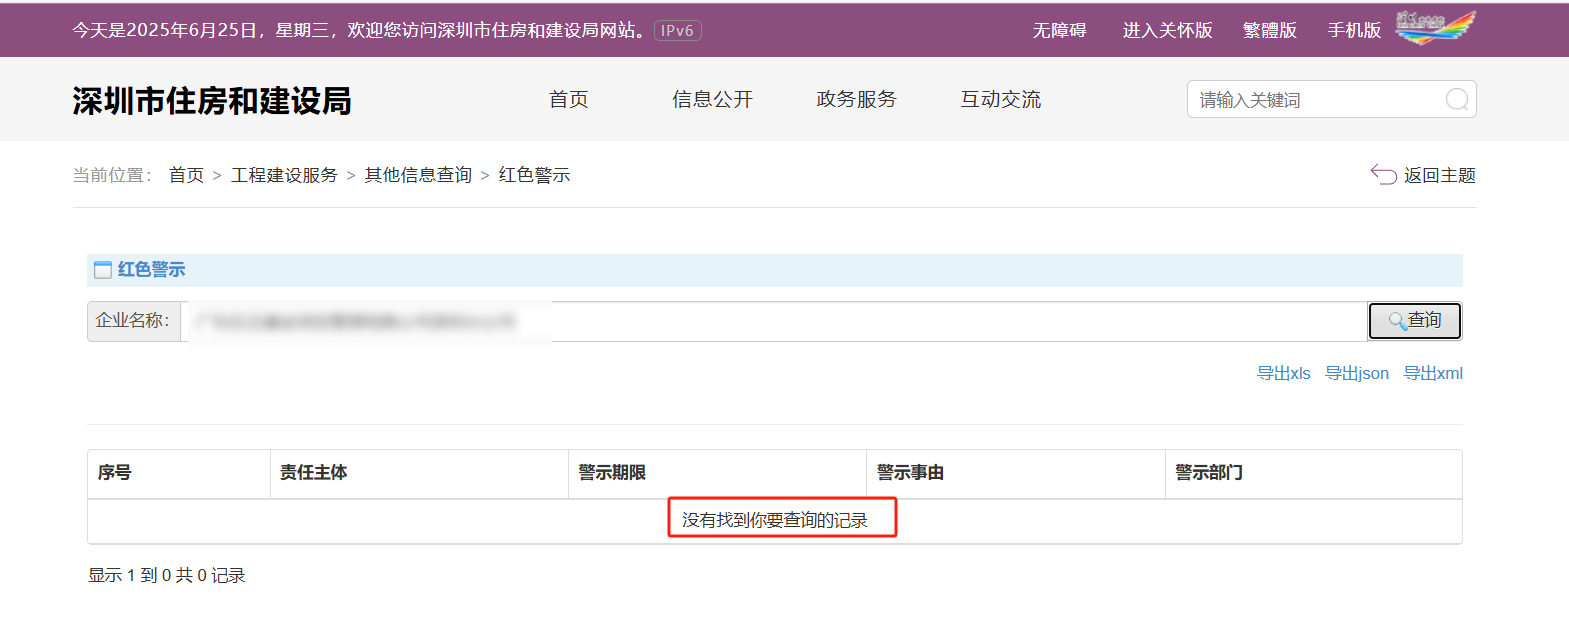 今天是2025年6月25日，星期三，欢迎您访问深圳市住房和建设局网站。 IPv6 无障碍 进入关怀版 繁體版 手机版
深圳市住房和建设局 首页 信息公开 政务服务 互动交流 请输入关键词
当前位置： 首页 > 工程建设服务 > 其他信息查询 > 红色警示 返回主题
红色警示
企业名称： 查询
导出xls 导出json 导出xml
序号 责任主体 警示期限 警示事由 警示部门
没有找到你要查询的记录
显示 1 到 0 共 0 记录